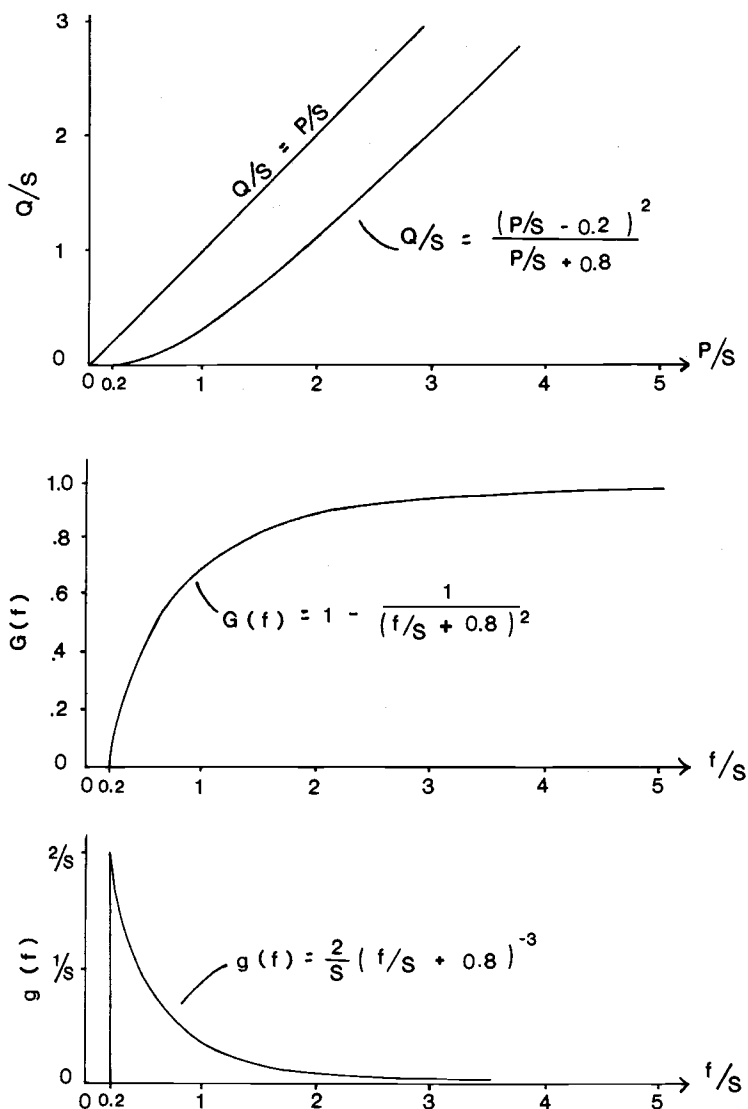 3
2
1
0
Q/S
Q/S = P/S
Q/S = (P/S - 0.2)² / P/S + 0.8
0 0.2 1 2 3 4 5
P/S
1.0
.8
.6
.4
.2
0
G(f)
G(f) = 1 - 1 / (f/S + 0.8)²
0 0.2 1 2 3 4 5
f/S
2/S
1/S
0
g(f)
g(f) = 2/S (f/S + 0.8)⁻³
0 0.2 1 2 3 4 5
f/S